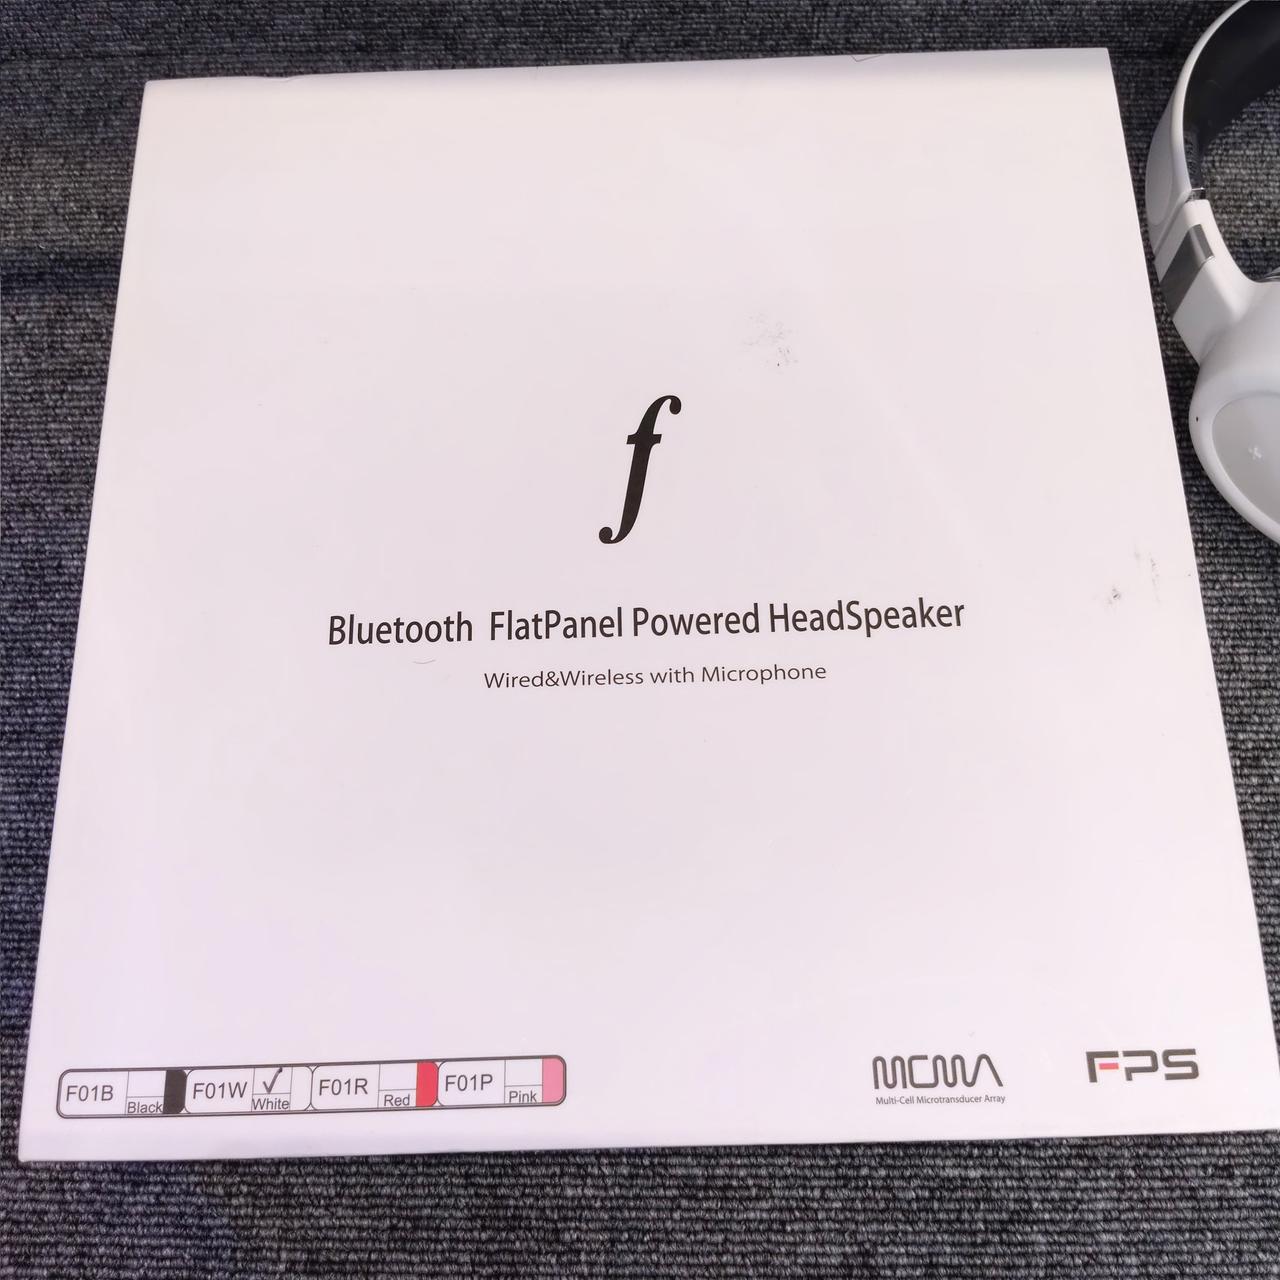 f
Bluetooth FlatPanel Powered HeadSpeaker
Wired&Wireless with Microphone
F01B Black F01W ✓ White F01R Red F01P Pink
MCMA
Multi-Cell Microtransducer Array
FPS